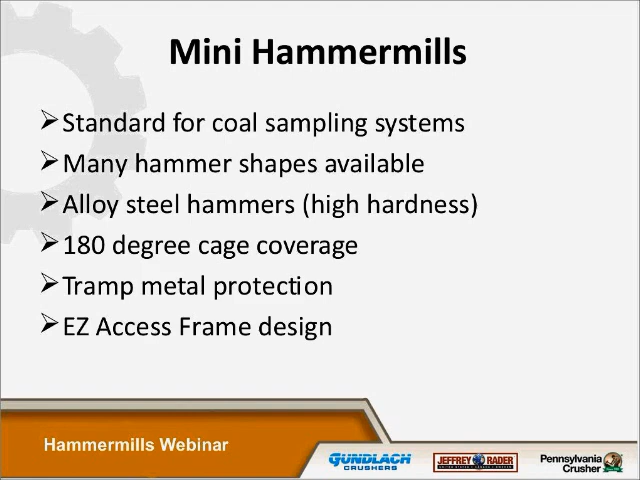 Mini Hammermills
Standard for coal sampling systems
Many hammer shapes available
Alloy steel hammers (high hardness)
180 degree cage coverage
Tramp metal protection
EZ Access Frame design
Hammermills Webinar
GUNDLACH
CRUSHERS
JEFFREY RADER
Pennsylvania
Crusher